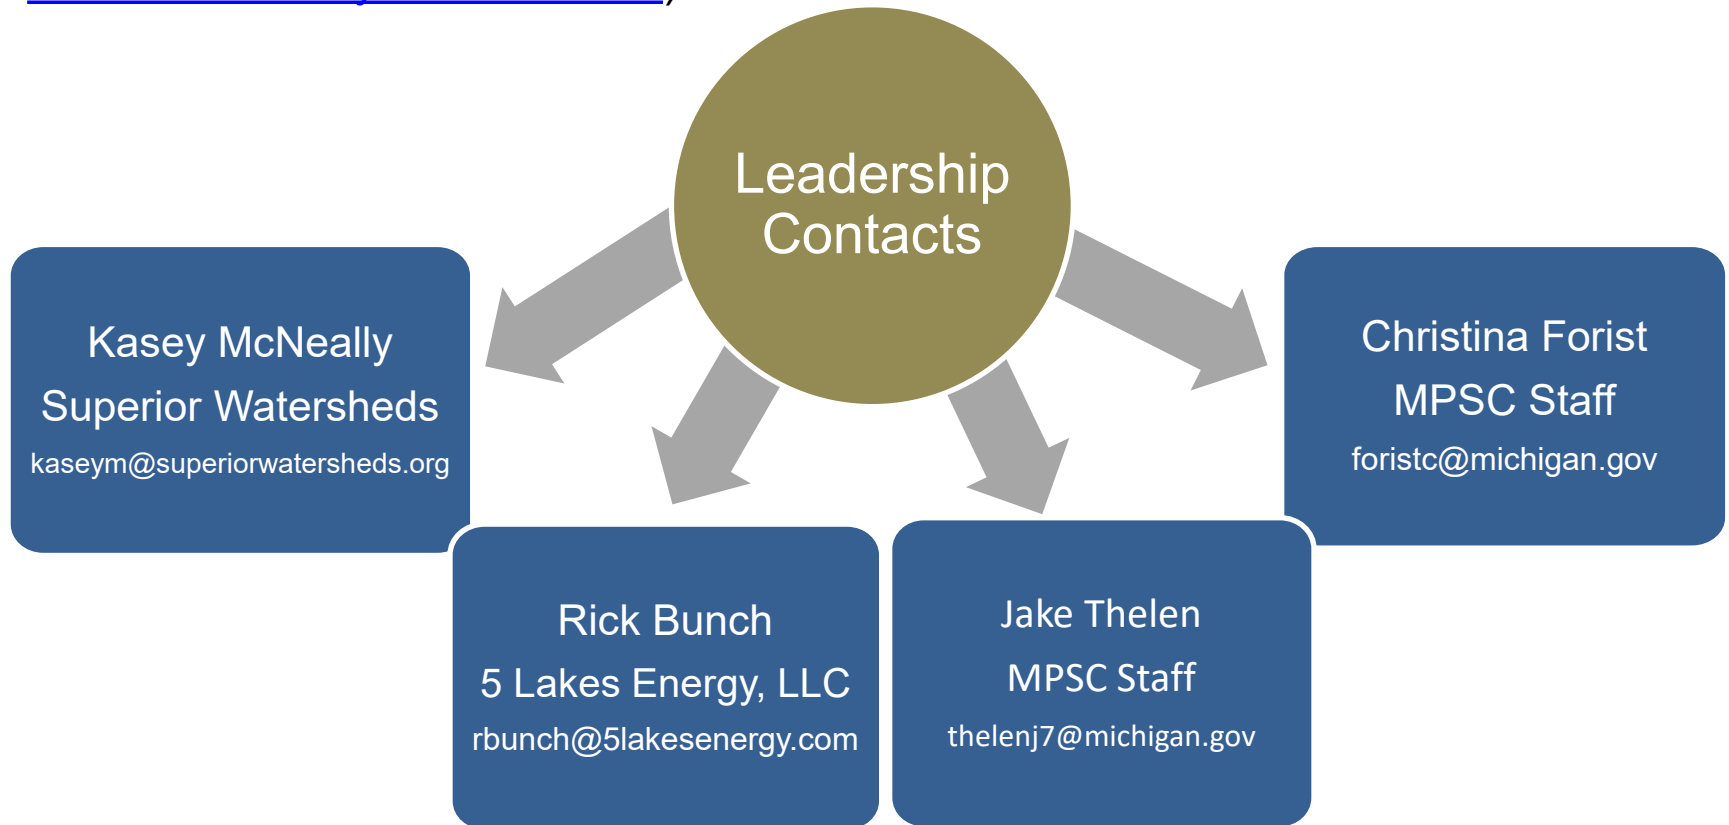 Leadership
Contacts
Kasey McNeally
Superior Watersheds
kaseym@superiorwatersheds.org
Rick Bunch
5 Lakes Energy, LLC
rbunch@5lakesenergy.com
Jake Thelen
MPSC Staff
thelenj7@michigan.gov
Christina Forist
MPSC Staff
foristc@michigan.gov